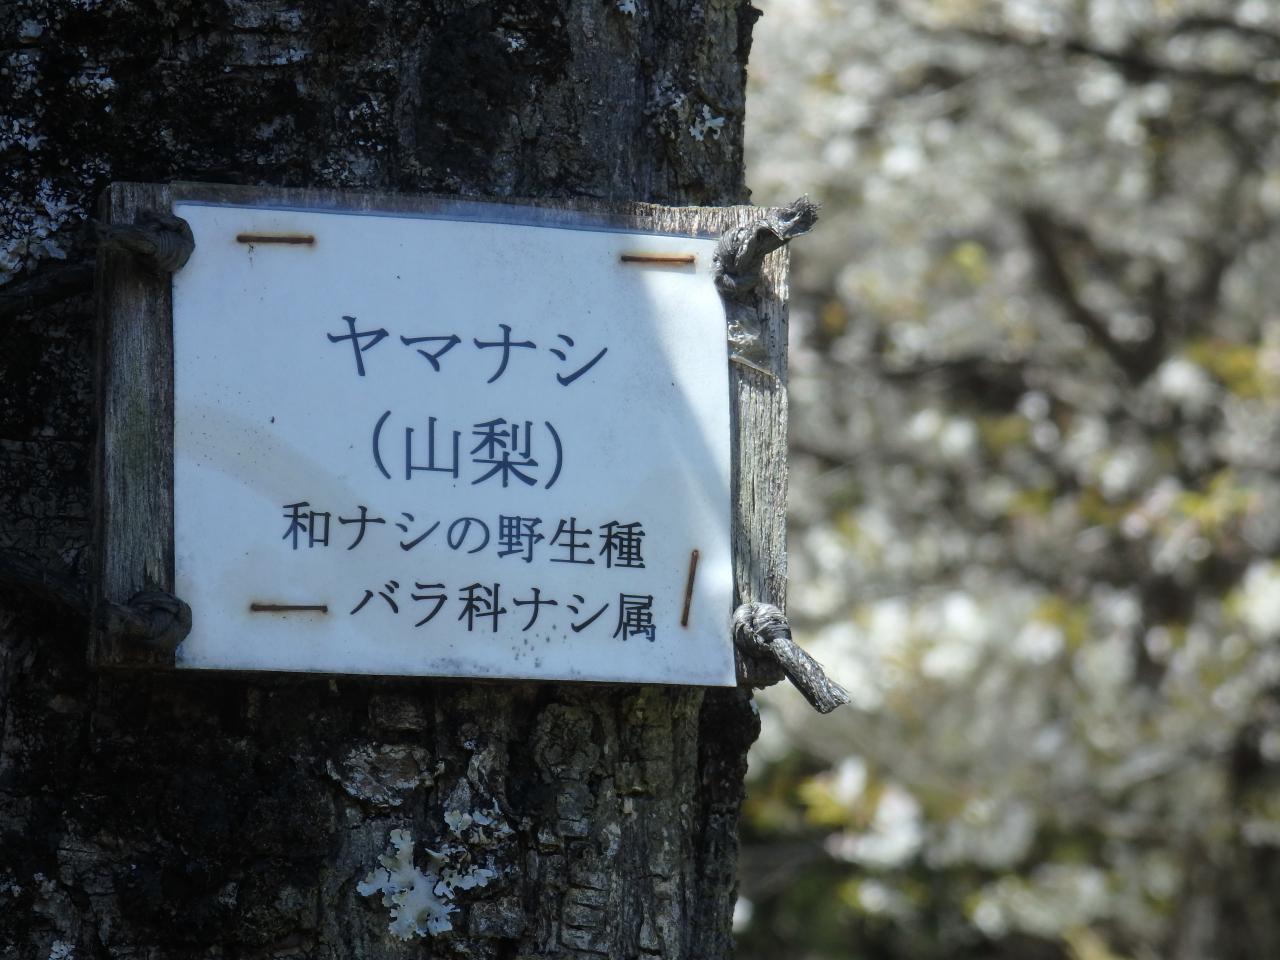 ヤマナシ
(山梨)
和ナシの野生種
バラ科ナシ属